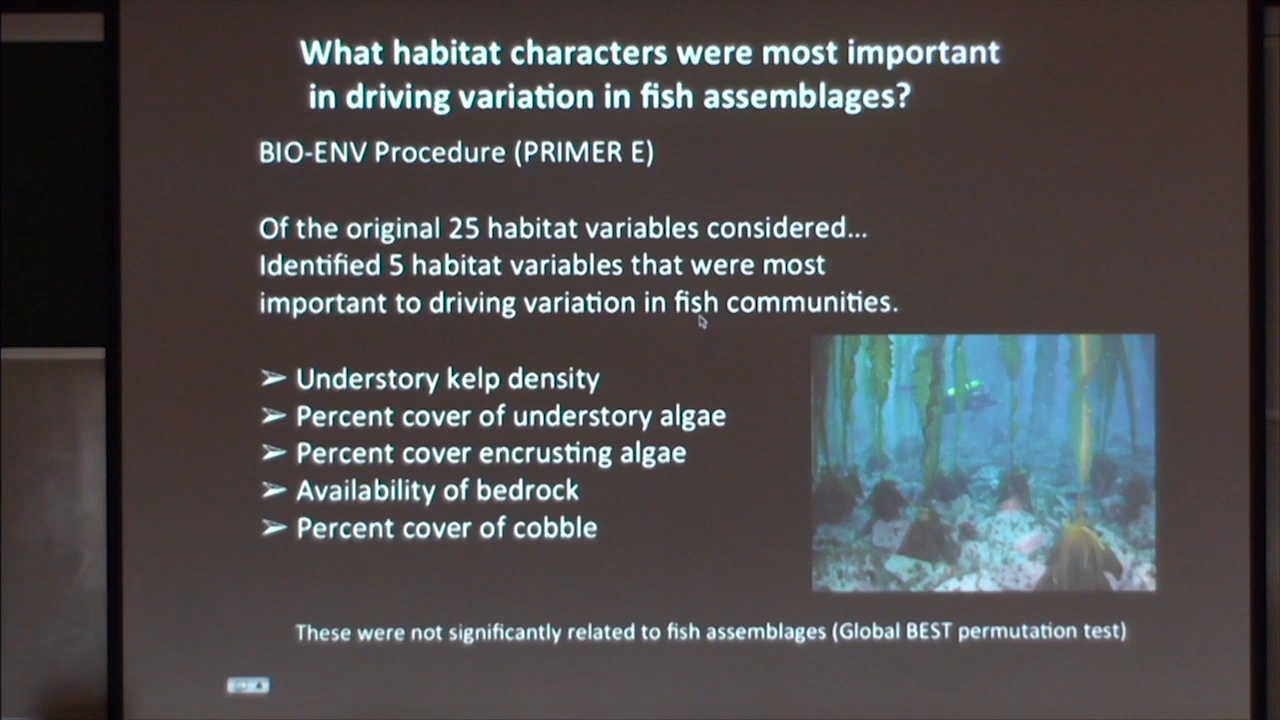 What habitat characters were most important
in driving variation in fish assemblages?
BIO-ENV Procedure (PRIMER E)
Of the original 25 habitat variables considered...
Identified 5 habitat variables that were most
important to driving variation in fish communities.
➢ Understory kelp density
➢ Percent cover of understory algae
➢ Percent cover encrusting algae
➢ Availability of bedrock
➢ Percent cover of cobble
These were not significantly related to fish assemblages (Global BEST permutation test)